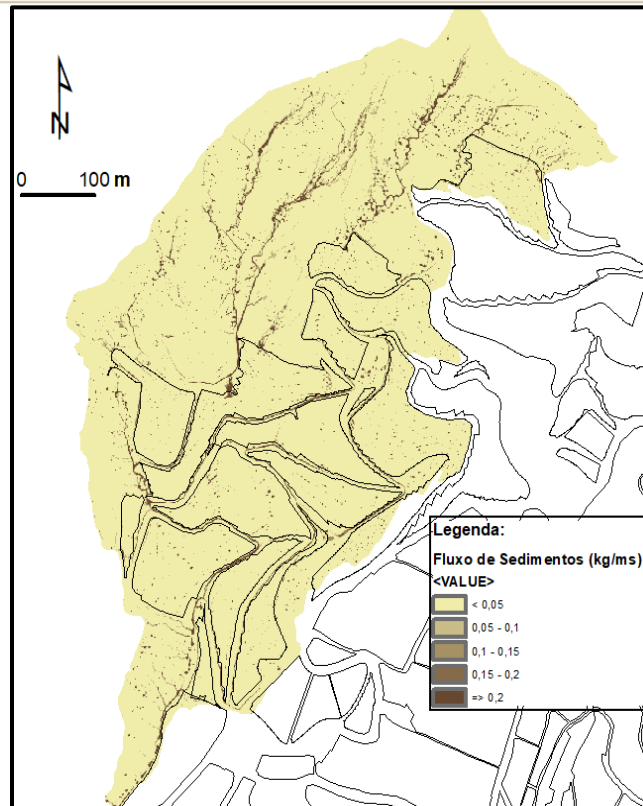 N
0 100 m
Legenda:
Fluxo de Sedimentos (kg/ms)
<VALUE>
< 0,05
0,05 - 0,1
0,1 - 0,15
0,15 - 0,2
=> 0,2